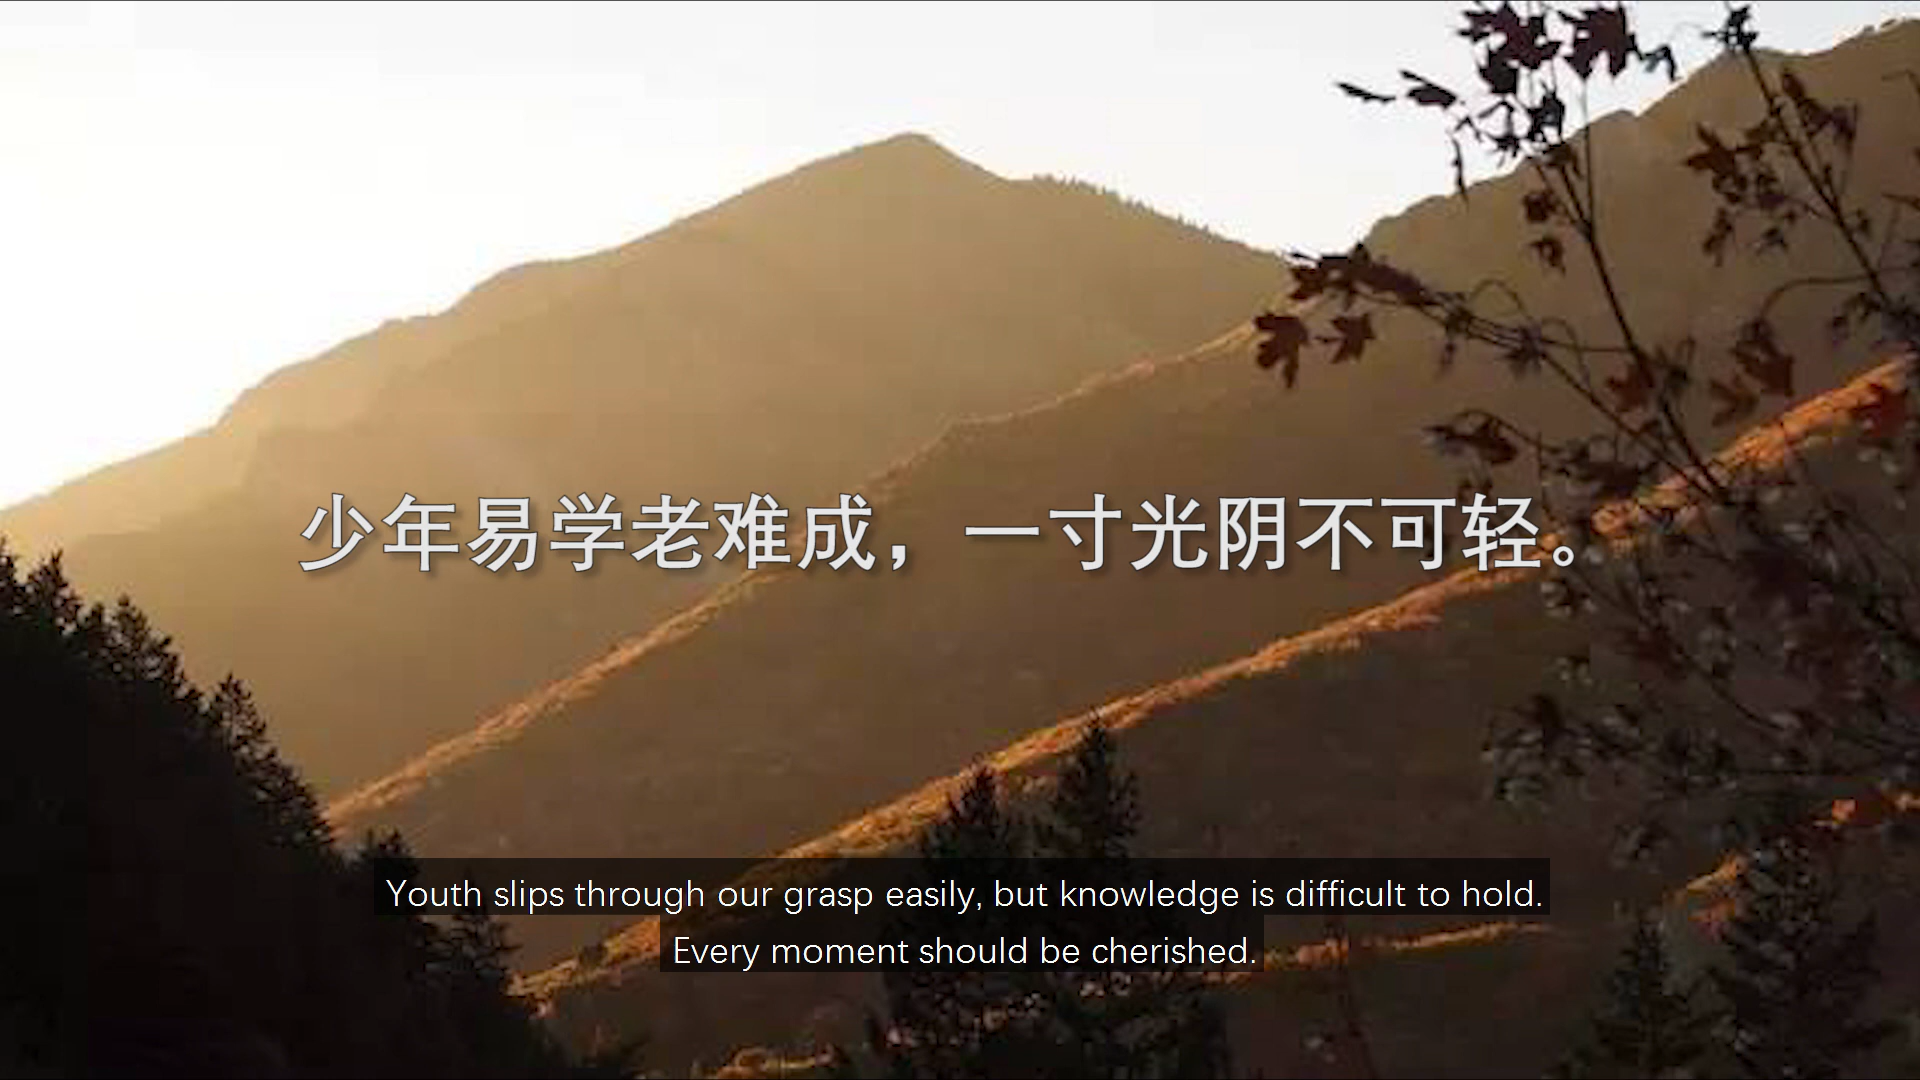 少年易学老难成，一寸光阴不可轻。
Youth slips through our grasp easily, but knowledge is difficult to hold.
Every moment should be cherished.